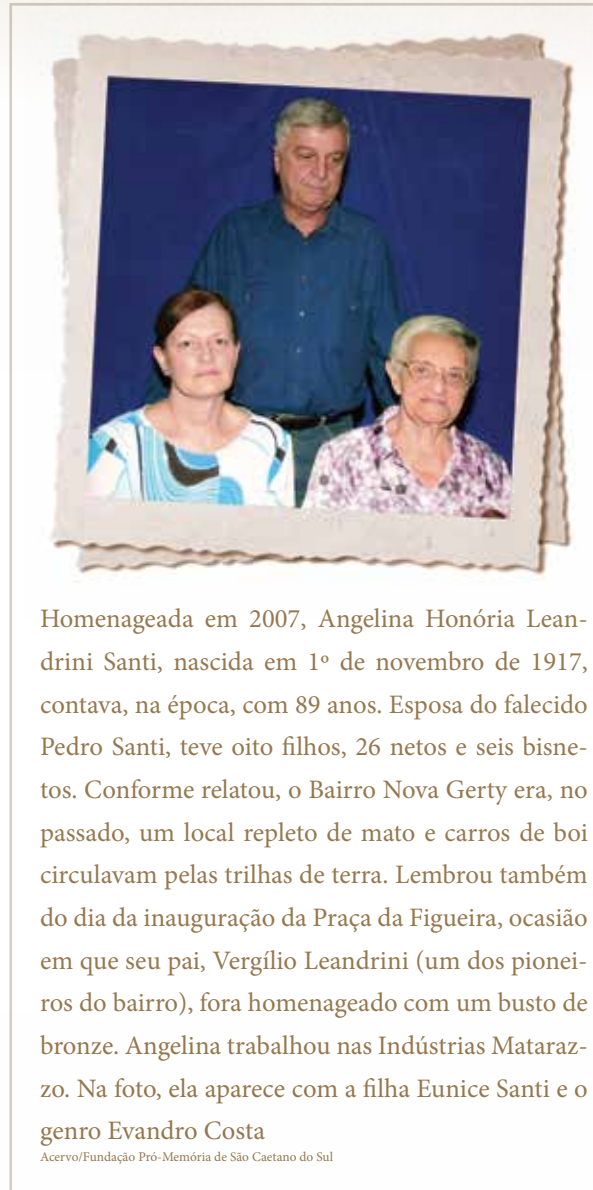 Homenageada em 2007, Angelina Honória Lean-
drini Santi, nascida em 1º de novembro de 1917,
contava, na época, com 89 anos. Esposa do falecido
Pedro Santi, teve oito filhos, 26 netos e seis bisne-
tos. Conforme relatou, o Bairro Nova Gerty era, no
passado, um local repleto de mato e carros de boi
circulavam pelas trilhas de terra. Lembrou também
do dia da inauguração da Praça da Figueira, ocasião
em que seu pai, Vergílio Leandrini (um dos pionei-
ros do bairro), fora homenageado com um busto de
bronze. Angelina trabalhou nas Indústrias Mataraz-
zo. Na foto, ela aparece com a filha Eunice Santi e o
genro Evandro Costa
Acervo/Fundação Pró-Memória de São Caetano do Sul